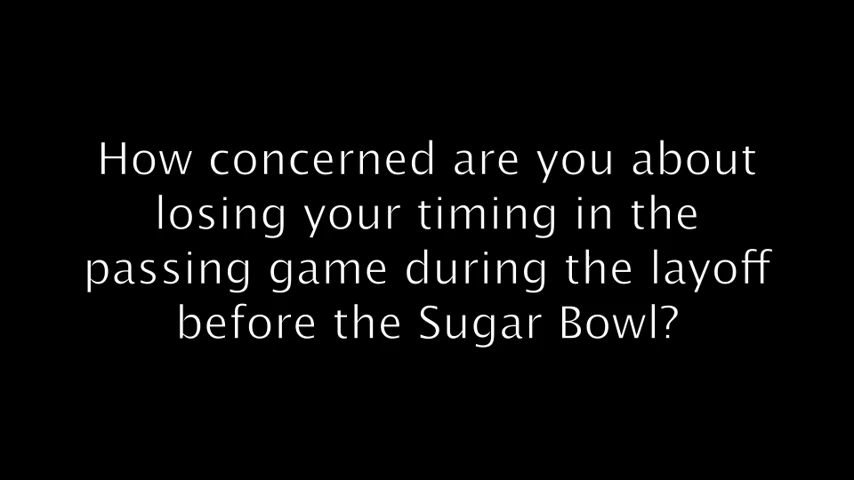 How concerned are you about
losing your timing in the
passing game during the layoff
before the Sugar Bowl?